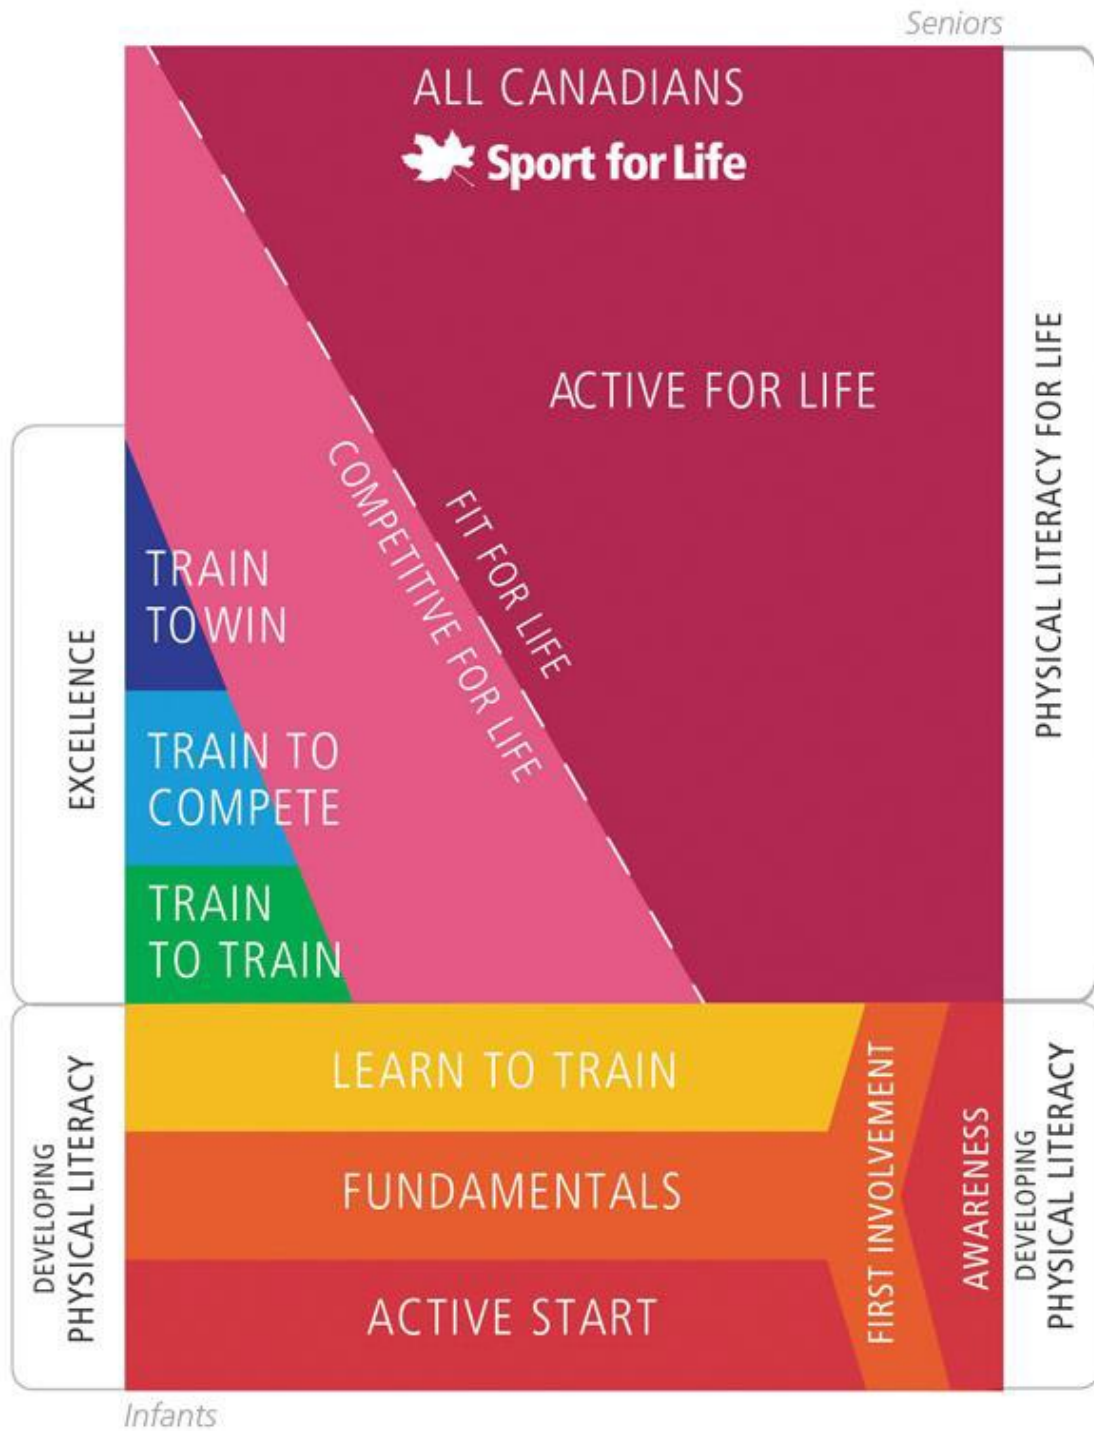 Seniors
ALL CANADIANS
Sport for Life
ACTIVE FOR LIFE
PHYSICAL LITERACY FOR LIFE
FIT FOR LIFE
COMPETITIVE FOR LIFE
EXCELLENCE
TRAIN
TO WIN
TRAIN TO
COMPETE
TRAIN
TO TRAIN
DEVELOPING
PHYSICAL LITERACY
LEARN TO TRAIN
FUNDAMENTALS
ACTIVE START
FIRST INVOLVEMENT
AWARENESS
DEVELOPING
PHYSICAL LITERACY
Infants